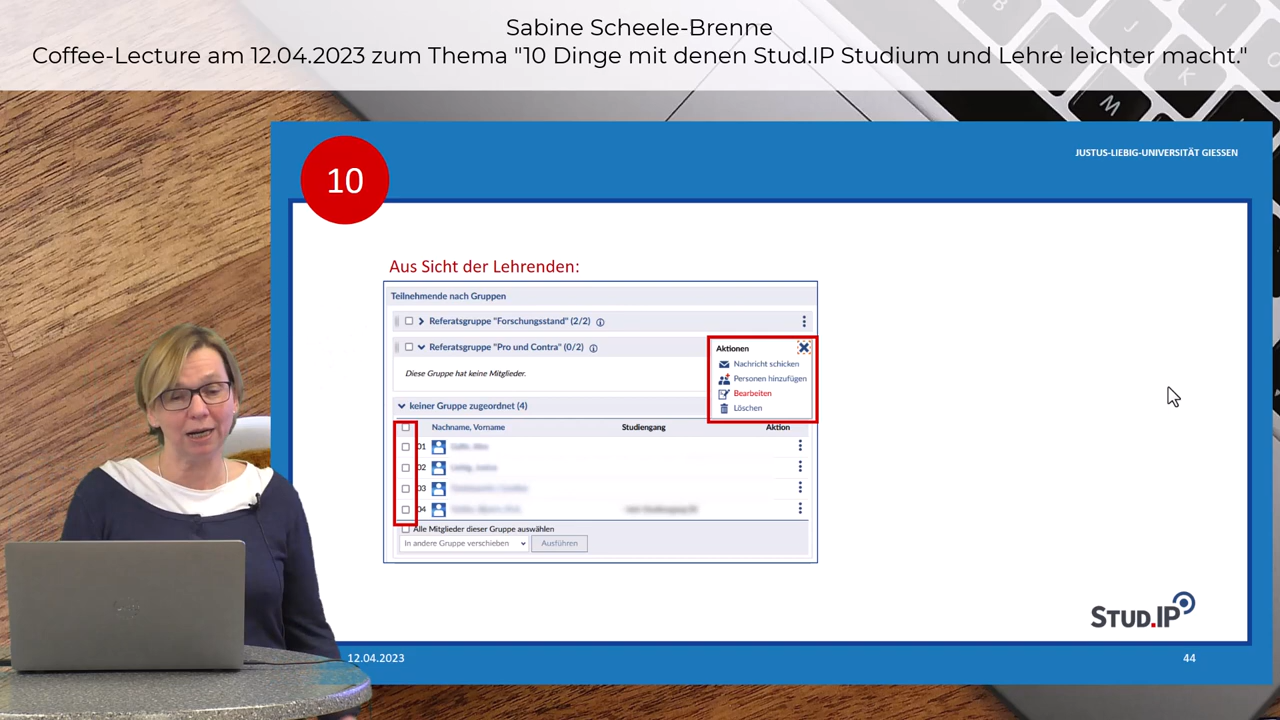 Sabine Scheele-Brenne
Coffee-Lecture am 12.04.2023 zum Thema "10 Dinge mit denen Stud.IP Studium und Lehre leichter macht."
JUSTUS-LIEBIG-UNIVERSITÄT GIESSEN
10
Aus Sicht der Lehrenden:
Teilnehmende nach Gruppen
Referatsgruppe "Forschungsstand" (2/2)
Referatsgruppe "Pro und Contra" (0/2)
Diese Gruppe hat keine Mitglieder.
Aktionen
Nachricht schicken
Personen hinzufügen
Bearbeiten
Löschen
keiner Gruppe zugeordnet (4)
Nachname, Vorname Studiengang Aktion
01
02
03
04
Alle Mitglieder dieser Gruppe auswählen
In andere Gruppe verschieben Ausführen
STUD.IP
12.04.2023 44
M